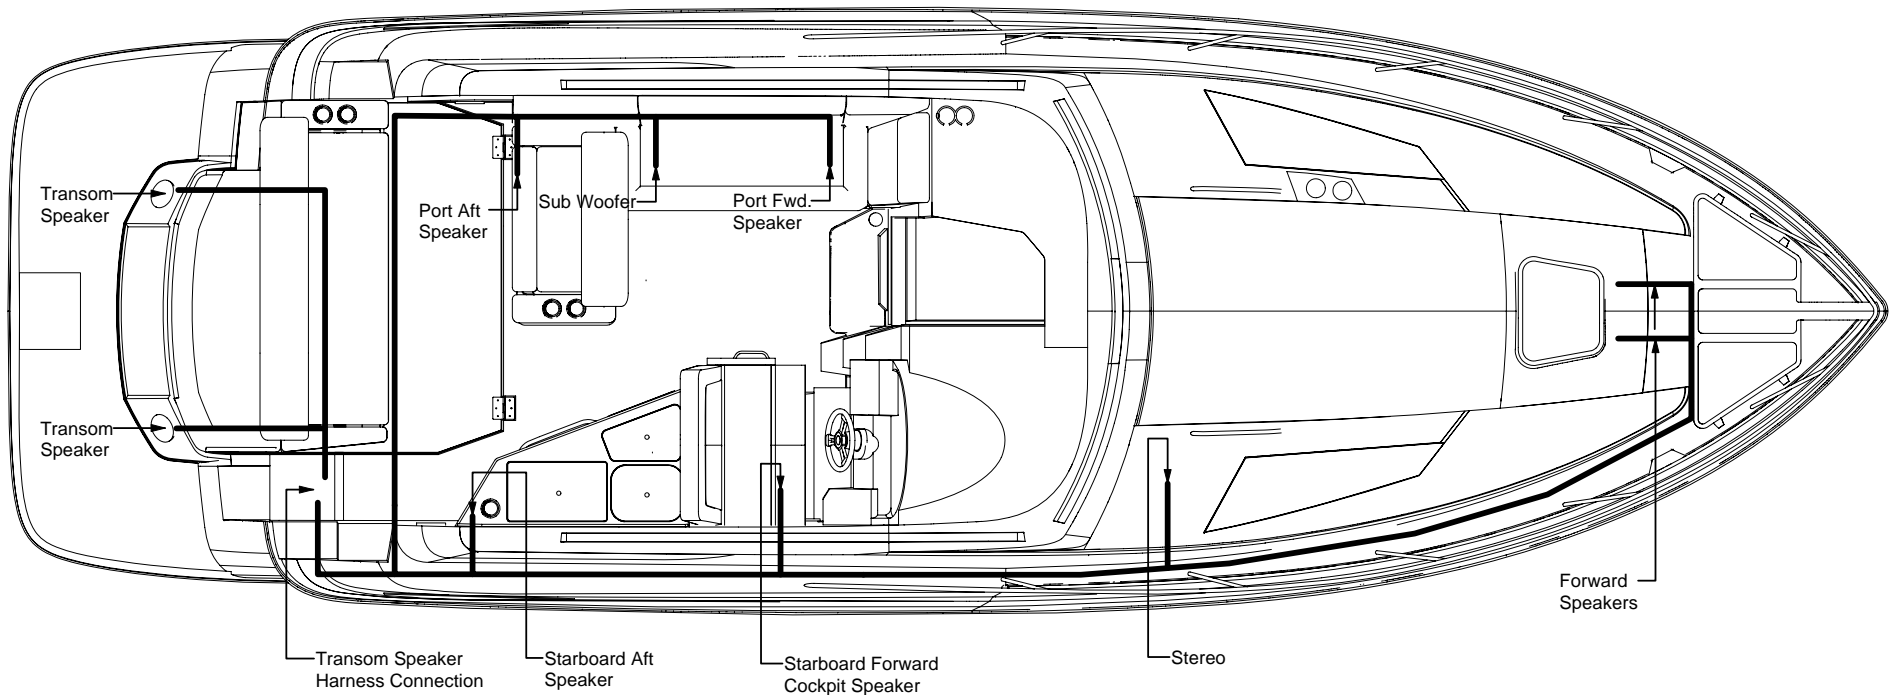 Transom
Speaker
Port Aft
Speaker
Sub Woofer
Port Fwd.
Speaker
Transom
Speaker
Forward
Speakers
Transom Speaker
Harness Connection
Starboard Aft
Speaker
Starboard Forward
Cockpit Speaker
Stereo